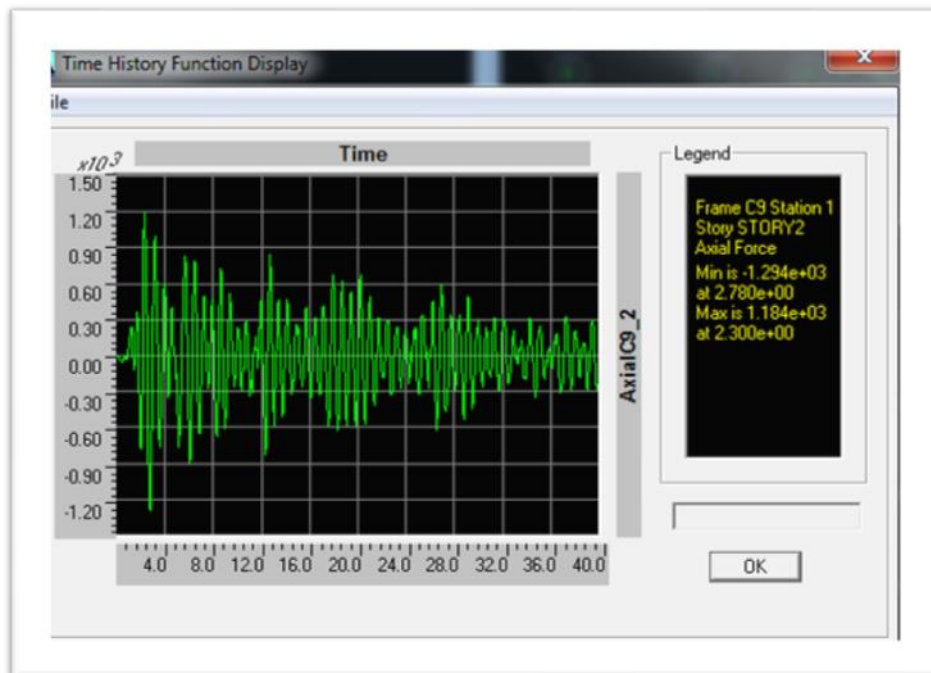 Time History Function Display
ile
x10 3
Time
1.50
1.20
0.90
0.60
0.30
0.00
-0.30
-0.60
-0.90
-1.20
4.0 8.0 12.0 16.0 20.0 24.0 28.0 32.0 36.0 40.0
AxialC9_2
Legend
Frame C9 Station 1
Story STORY2
Axial Force
Min is -1.294e+03
at 2.780e+00
Max is 1.184e+03
at 2.300e+00
OK